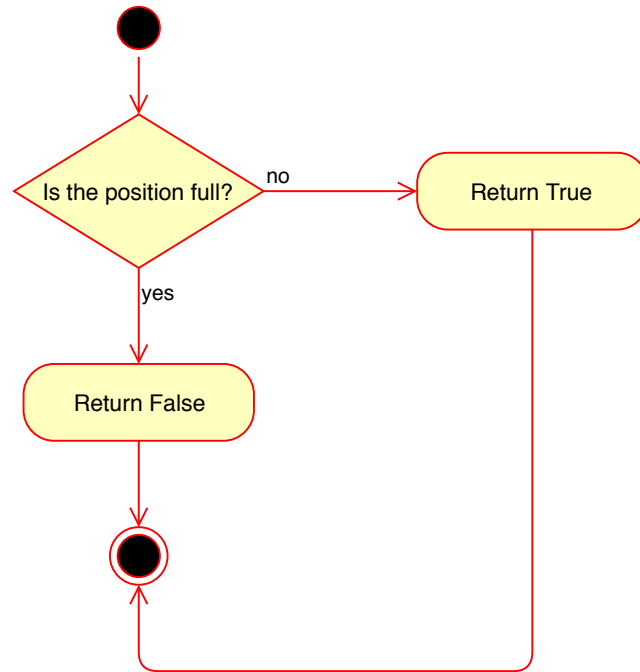 Is the position full?
no
Return True
yes
Return False